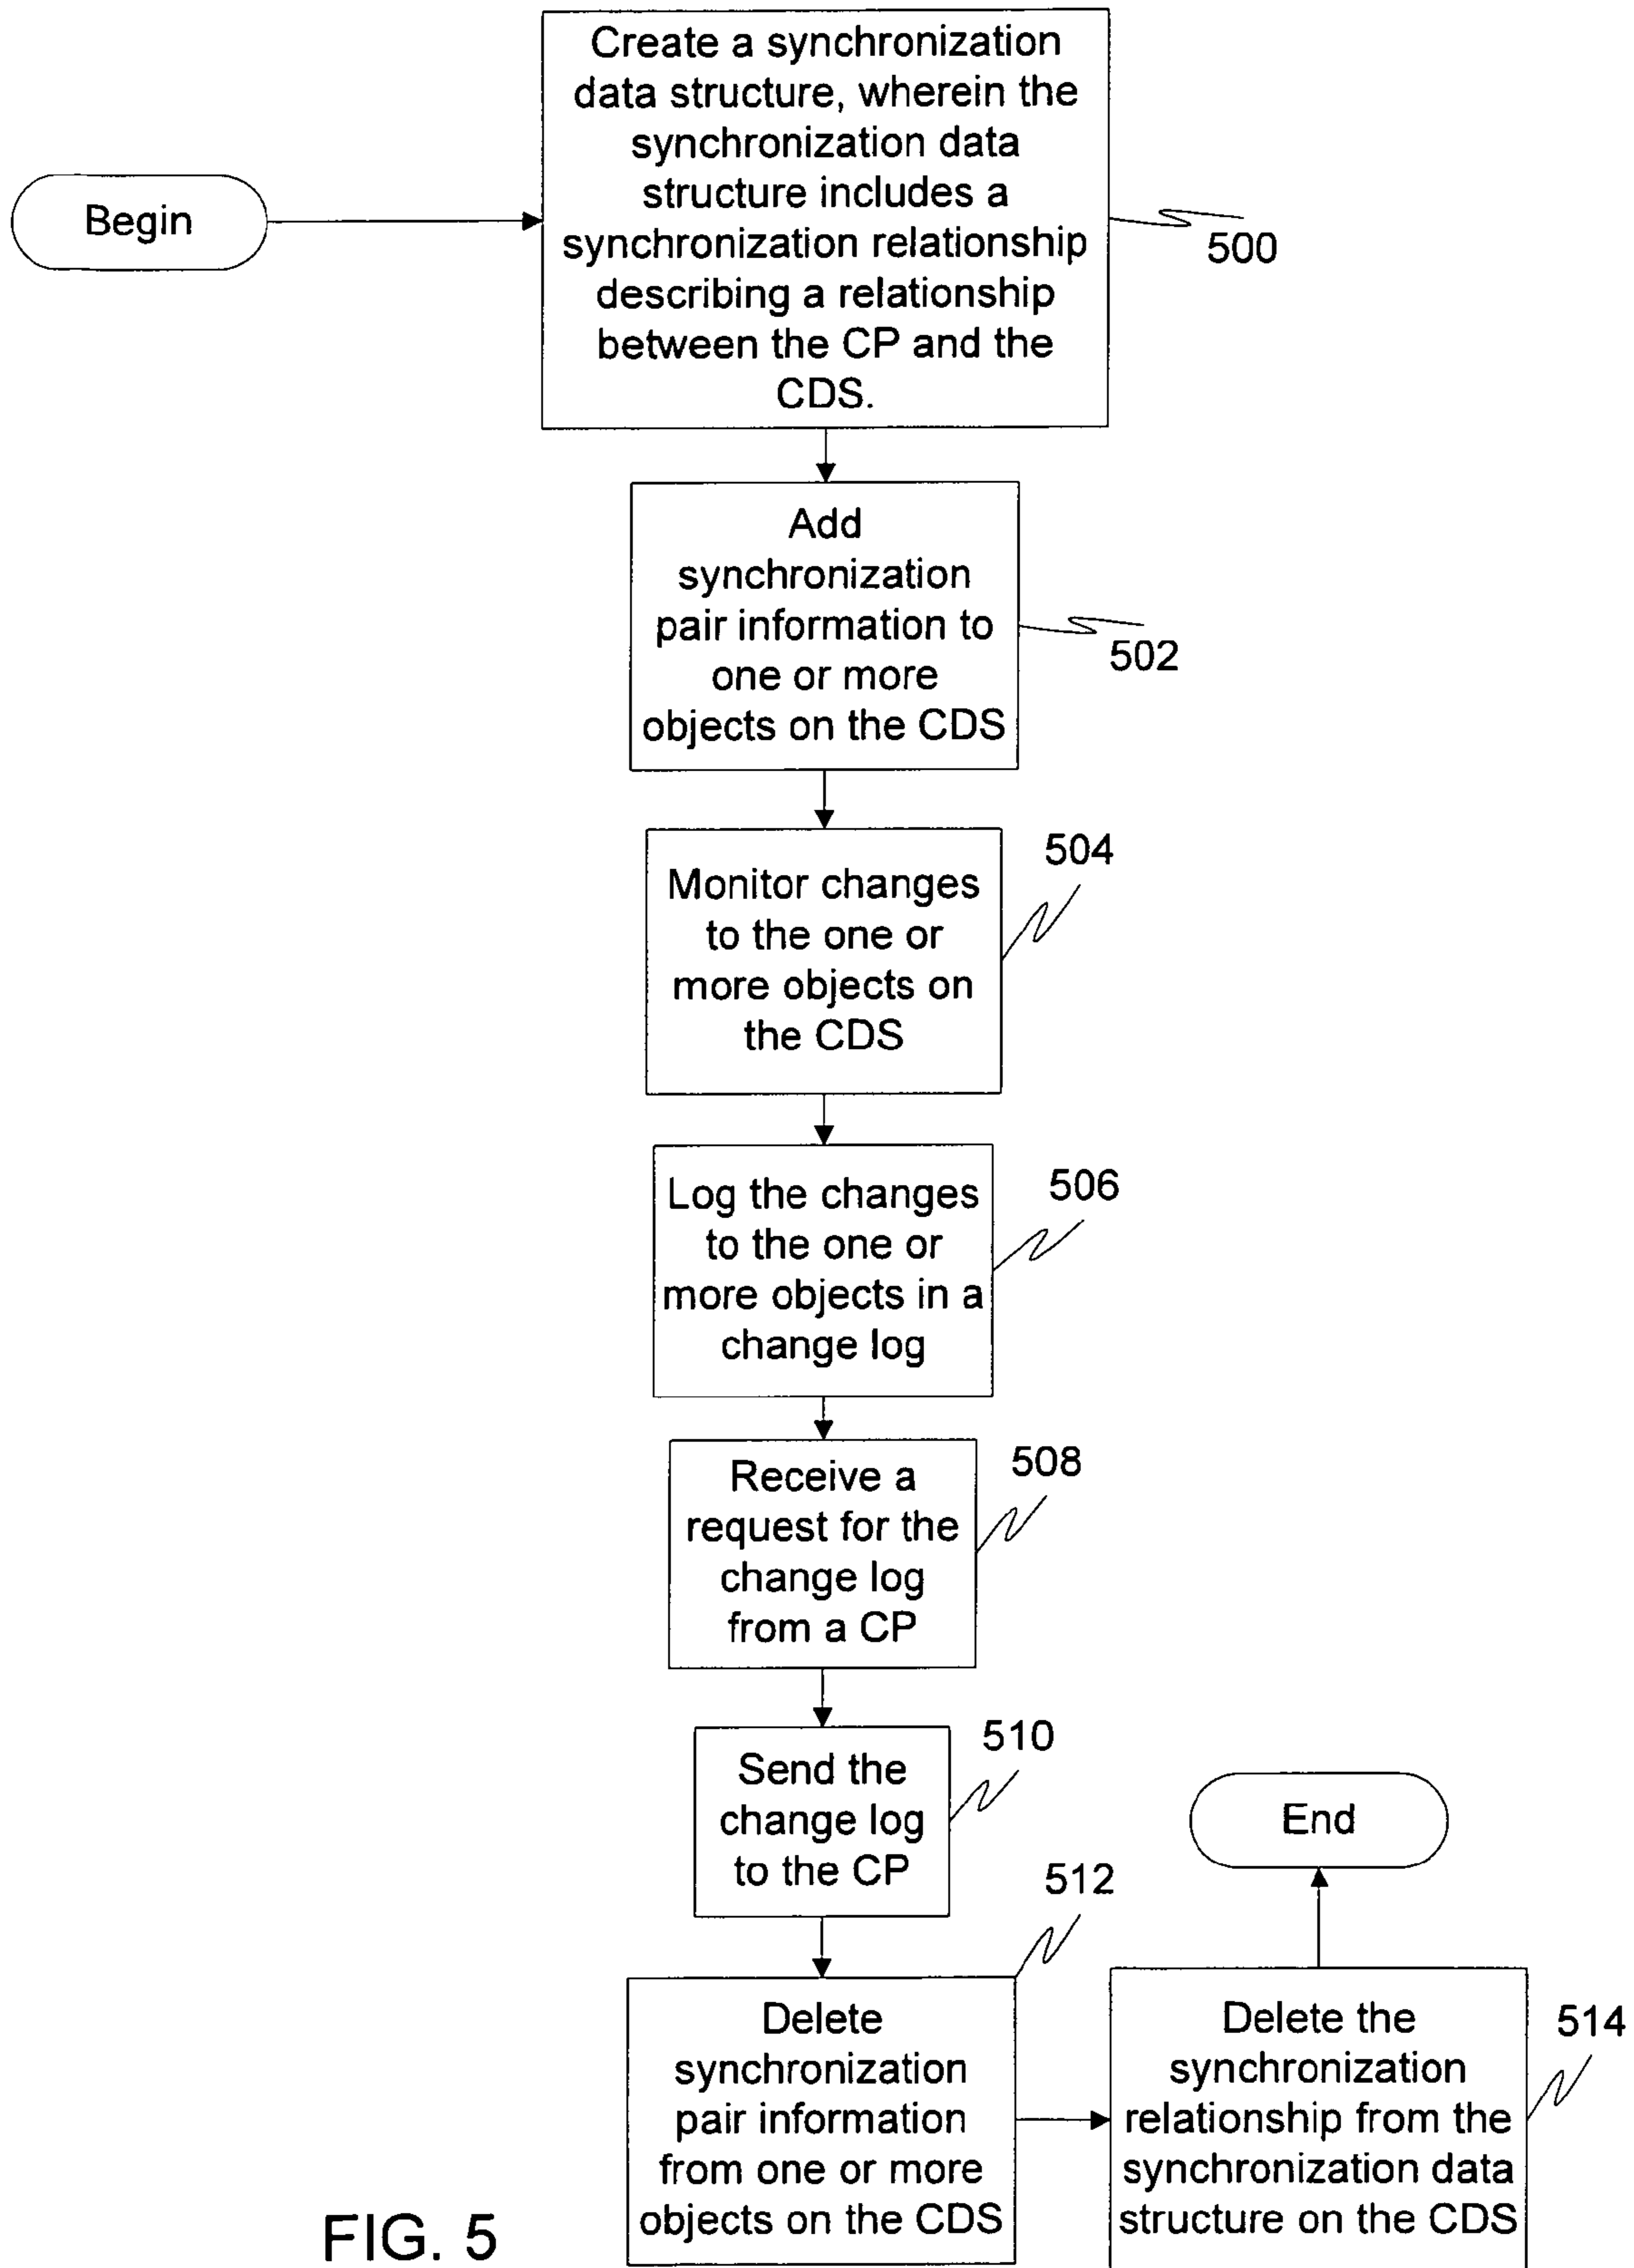 Begin
Create a synchronization
data structure, wherein the
synchronization data
structure includes a
synchronization relationship
describing a relationship
between the CP and the
CDS.
500
Add
synchronization
pair information to
one or more
objects on the CDS
502
Monitor changes
to the one or
more objects on
the CDS
504
Log the changes
to the one or
more objects in a
change log
506
Receive a
request for the
change log
from a CP
508
Send the
change log
to the CP
510
Delete
synchronization
pair information
from one or more
objects on the CDS
512
Delete the
synchronization
relationship from the
synchronization data
structure on the CDS
514
End
FIG. 5